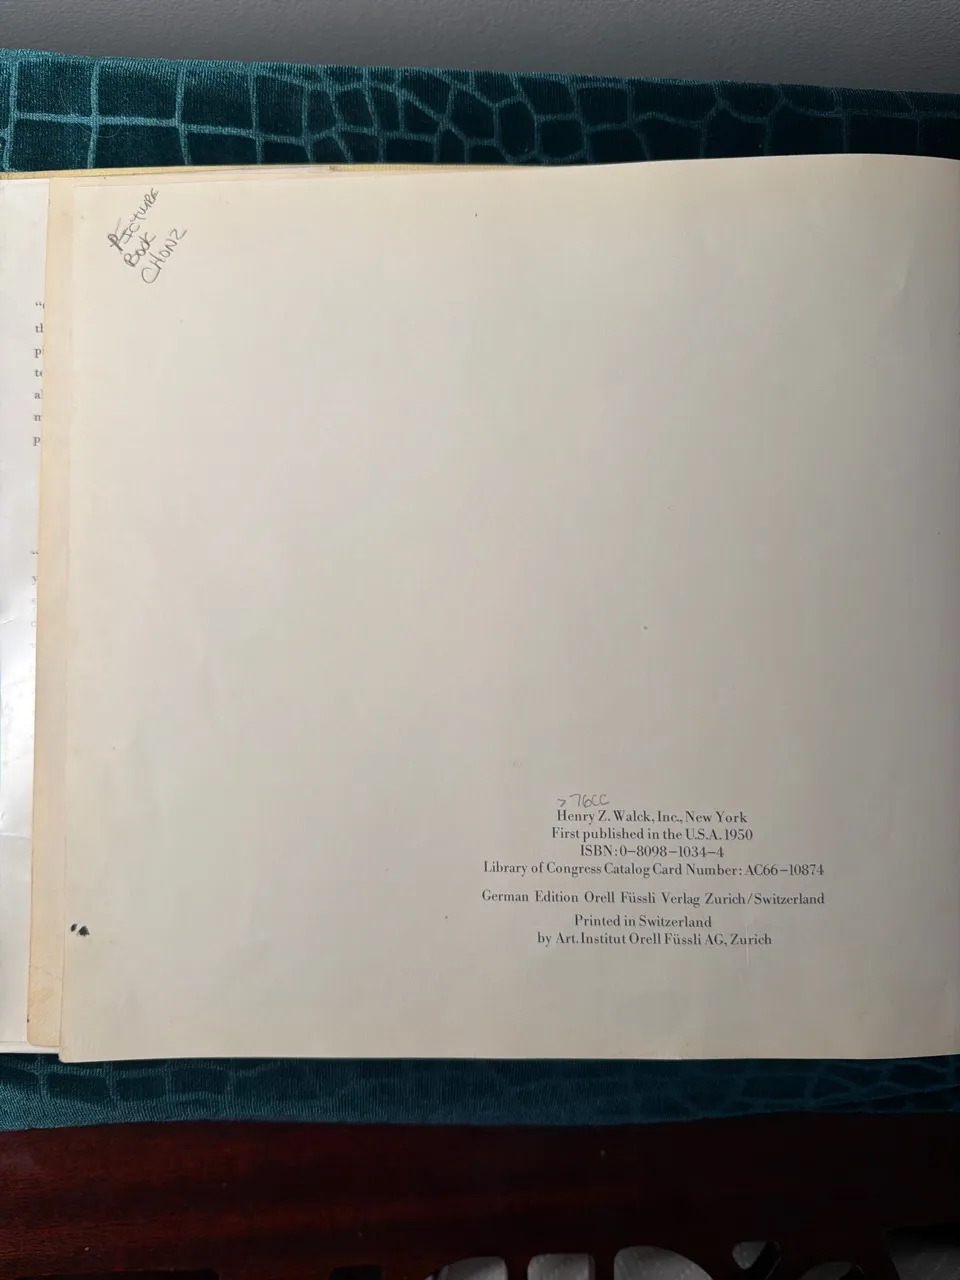 PICTURE
Book
CHONZ
"
th
p
te
a
m
p
"
y
s
c
> 76CC
Henry Z. Walck, Inc., New York
First published in the U.S.A. 1950
ISBN: 0–8098–1034–4
Library of Congress Catalog Card Number: AC66–10874
German Edition Orell Füssli Verlag Zurich/Switzerland
Printed in Switzerland
by Art. Institut Orell Füssli AG, Zurich